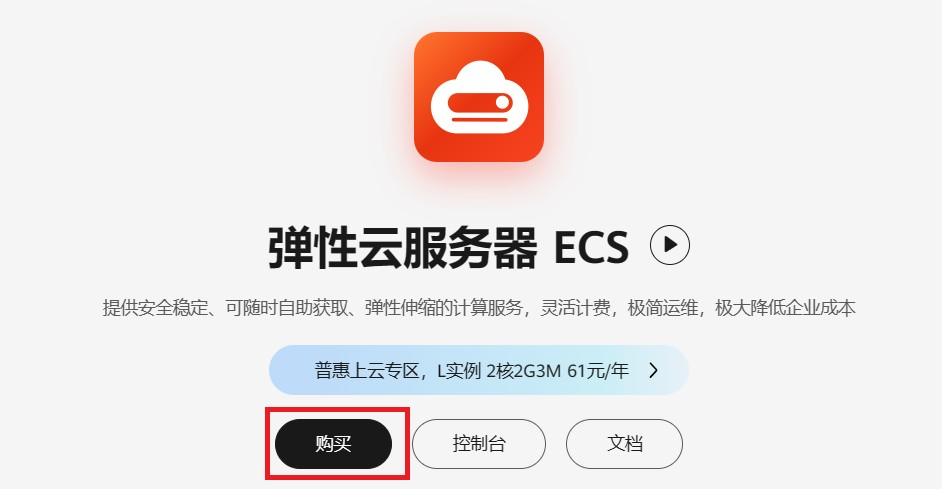 弹性云服务器 ECS
提供安全稳定、可随时自助获取、弹性伸缩的计算服务，灵活计费，极简运维，极大降低企业成本
普惠上云专区，L实例 2核2G3M 61元/年
购买 控制台 文档